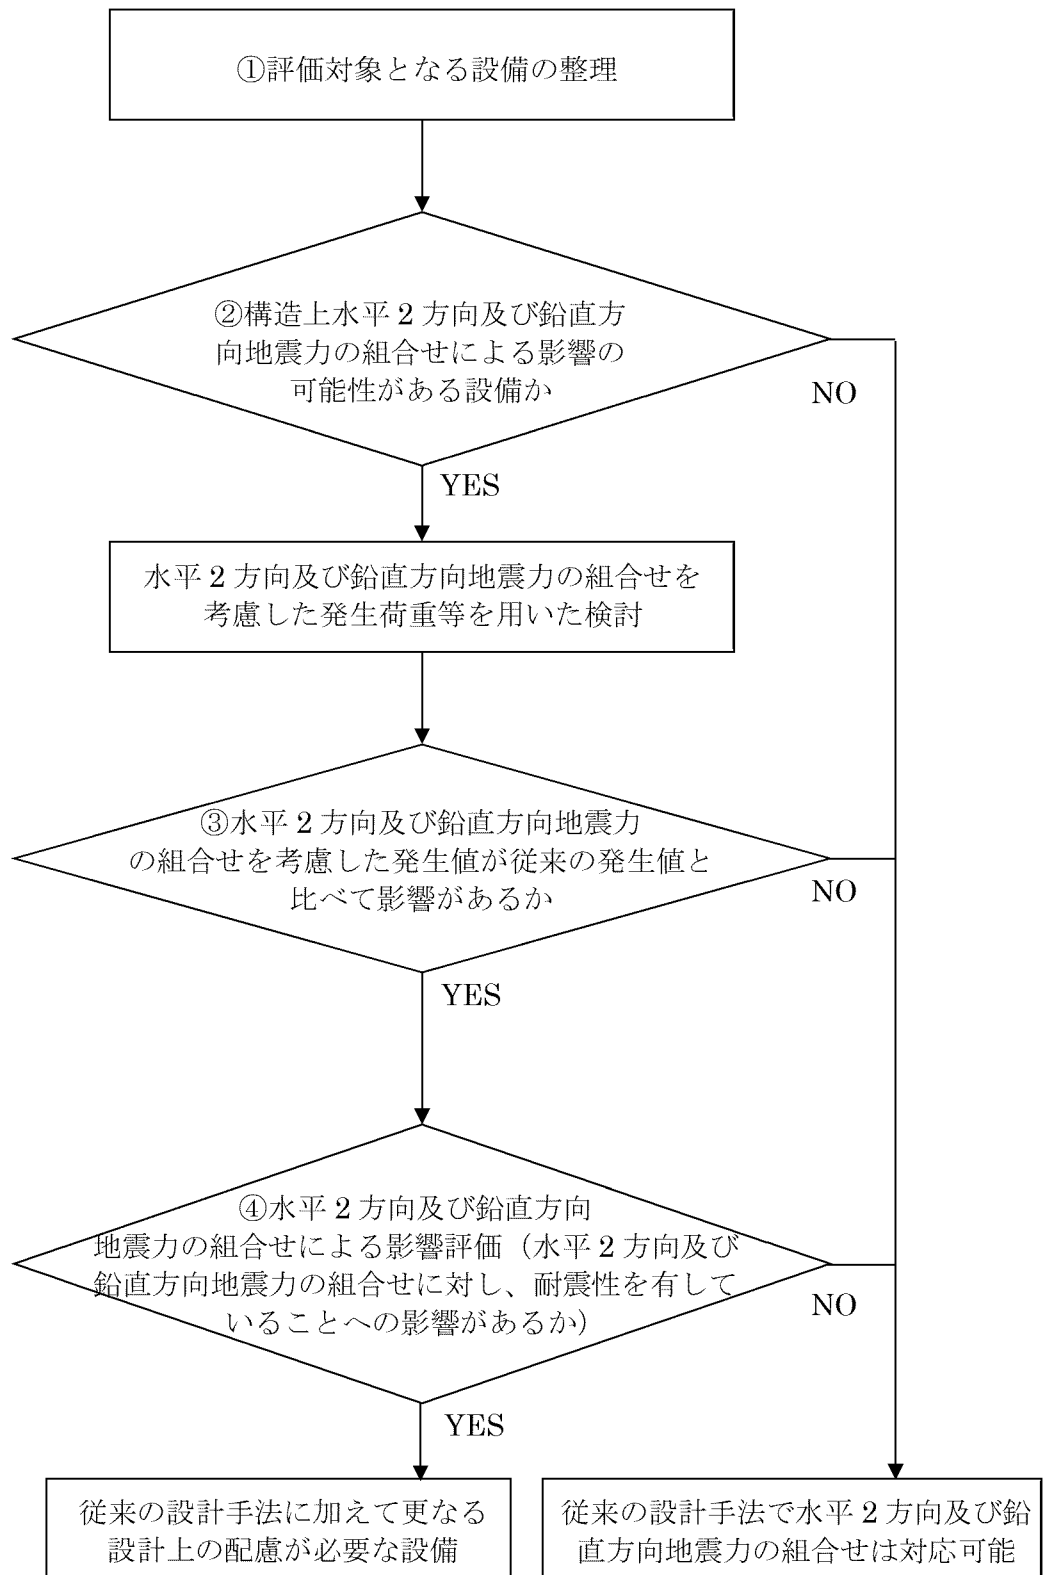 ①評価対象となる設備の整理
②構造上水平２方向及び鉛直方
向地震力の組合せによる影響の
可能性がある設備か
NO
YES
水平２方向及び鉛直方向地震力の組合せを
考慮した発生荷重等を用いた検討
③水平２方向及び鉛直方向地震力
の組合せを考慮した発生値が従来の発生値と
比べて影響があるか
NO
YES
④水平２方向及び鉛直方向
地震力の組合せによる影響評価（水平２方向及び
鉛直方向地震力の組合せに対し、耐震性を有して
いることへの影響があるか）
NO
YES
従来の設計手法に加えて更なる
設計上の配慮が必要な設備
従来の設計手法で水平２方向及び鉛
直方向地震力の組合せは対応可能